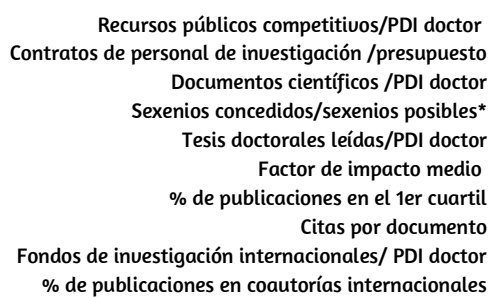 Recursos públicos competitivos/PDI doctor
Contratos de personal de investigación /presupuesto
Documentos científicos /PDI doctor
Sexenios concedidos/sexenios posibles*
Tesis doctorales leídas/PDI doctor
Factor de impacto medio
% de publicaciones en el 1er cuartil
Citas por documento
Fondos de investigación internacionales/ PDI doctor
% de publicaciones en coautorías internacionales